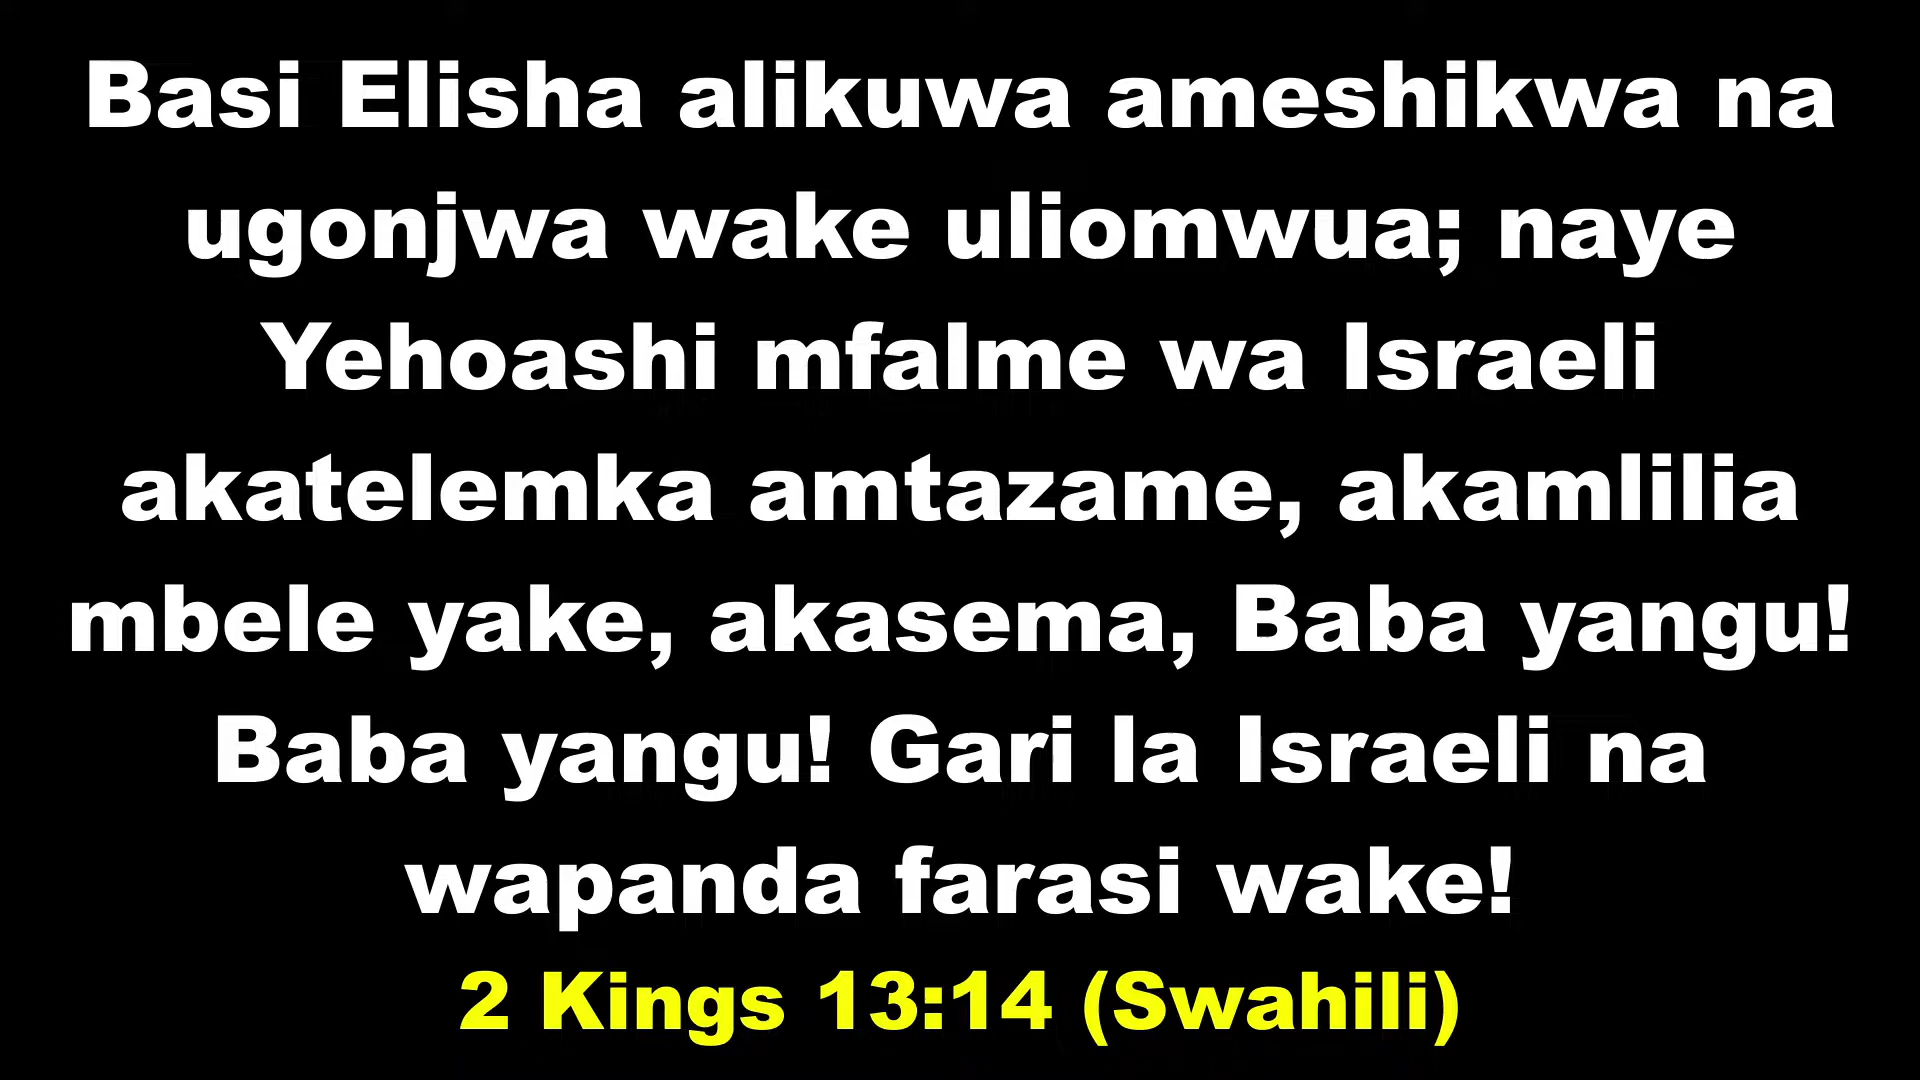 Basi Elisha alikuwa ameshikwa na
ugonjwa wake uliomwua; naye
Yehoashi mfalme wa Israeli
akatelemka amtazame, akamlilia
mbele yake, akasema, Baba yangu!
Baba yangu! Gari la Israeli na
wapanda farasi wake!
2 Kings 13:14 (Swahili)